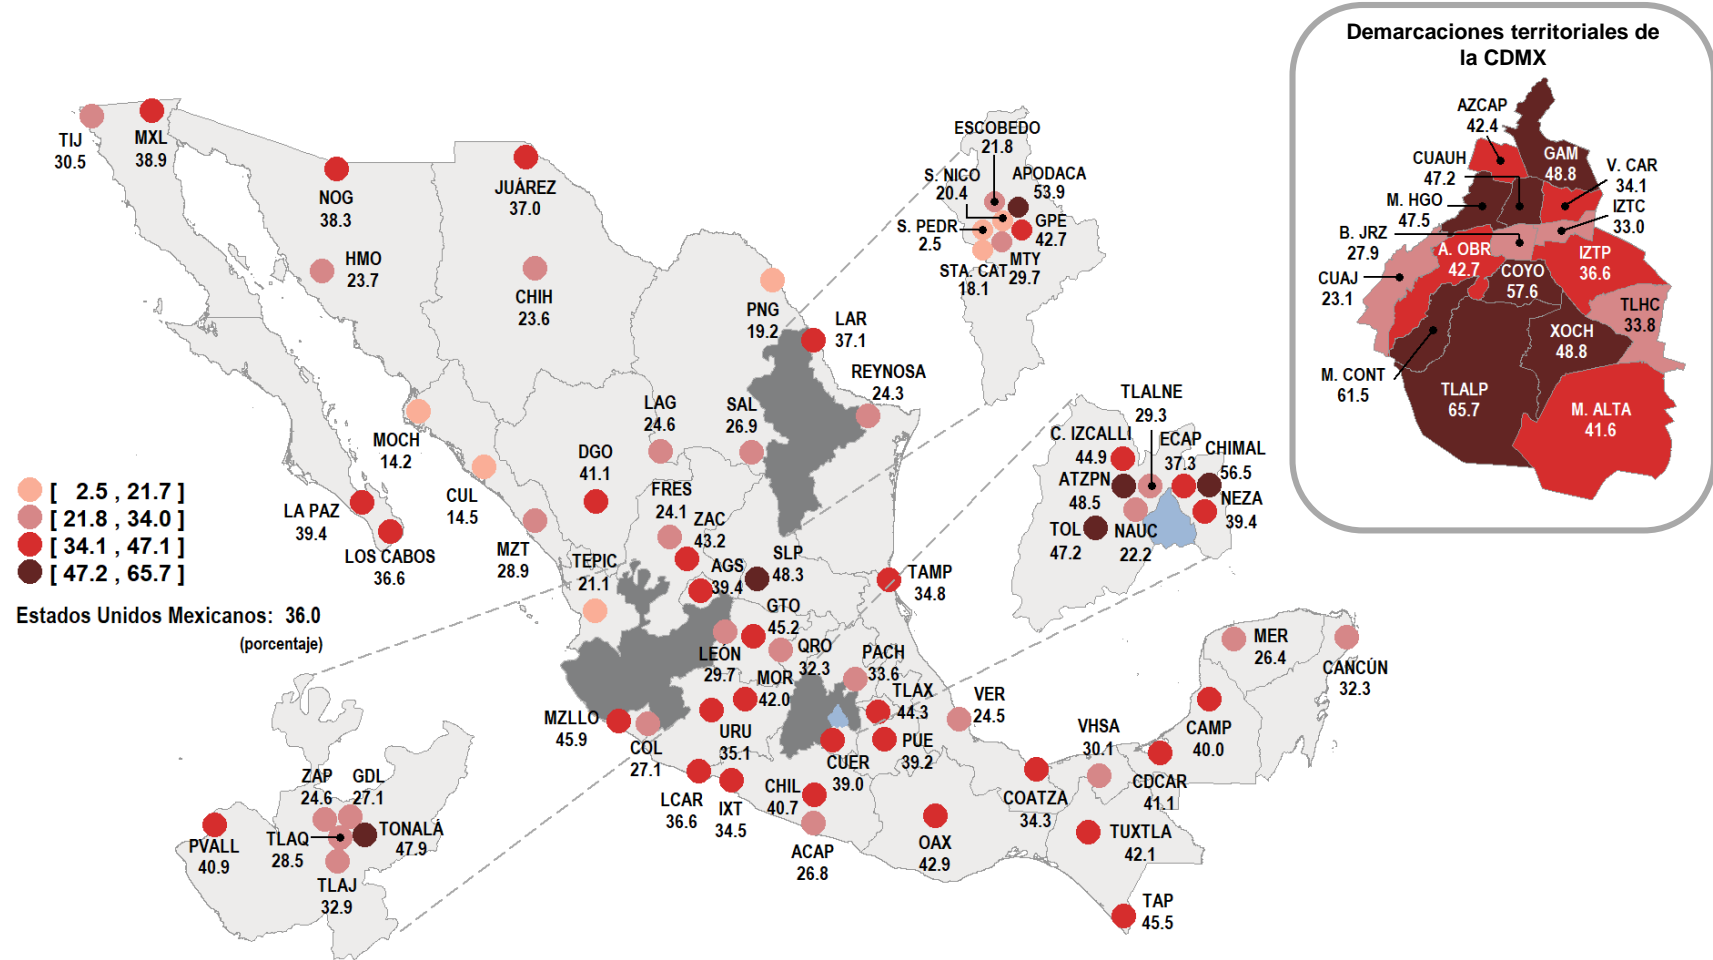 Demarcaciones territoriales de
la CDMX
AZCAP
42.4
CUAUH
47.2
GAM
48.8
V. CAR
34.1
M. HGO
47.5
IZTC
33.0
B. JRZ
27.9
A. OBR
42.7
IZTP
36.6
CUAJ
23.1
COYO
57.6
TLHC
33.8
XOCH
48.8
M. CONT
61.5
TLALP
65.7
M. ALTA
41.6
TIJ
30.5
MXL
38.9
NOG
38.3
JUÁREZ
37.0
HMO
23.7
CHIH
23.6
ESCOBEDO
21.8
S. NICO
20.4
APODACA
53.9
S. PEDR
2.5
GPE
42.7
STA. CAT
18.1
MTY
29.7
PNG
19.2
LAR
37.1
REYNOSA
24.3
LAG
24.6
SAL
26.9
MOCH
14.2
DGO
41.1
CUL
14.5
LA PAZ
39.4
LOS CABOS
36.6
MZT
28.9
FRES
24.1
ZAC
43.2
TEPIC
21.1
AGS
39.4
SLP
48.3
TAMP
34.8
TLALNE
29.3
C. IZCALLI
44.9
ECAP
37.3
CHIMAL
56.5
ATZPN
48.5
NEZA
39.4
TOL
47.2
NAUC
22.2
[ 2.5 , 21.7 ]
[ 21.8 , 34.0 ]
[ 34.1 , 47.1 ]
[ 47.2 , 65.7 ]
Estados Unidos Mexicanos: 36.0
(porcentaje)
GTO
45.2
LEÓN
29.7
QRO
32.3
PACH
33.6
MOR
42.0
TLAX
44.3
VER
24.5
MER
26.4
CANCÚN
32.3
MZLLO
45.9
COL
27.1
URU
35.1
CUER
39.0
PUE
39.2
VHSA
30.1
CAMP
40.0
CDCAR
41.1
LCAR
36.6
IXT
34.5
CHIL
40.7
COATZA
34.3
ACAP
26.8
OAX
42.9
TUXTLA
42.1
TAP
45.5
ZAP
24.6
GDL
27.1
PVALL
40.9
TLAQ
28.5
TONALÁ
47.9
TLAJ
32.9